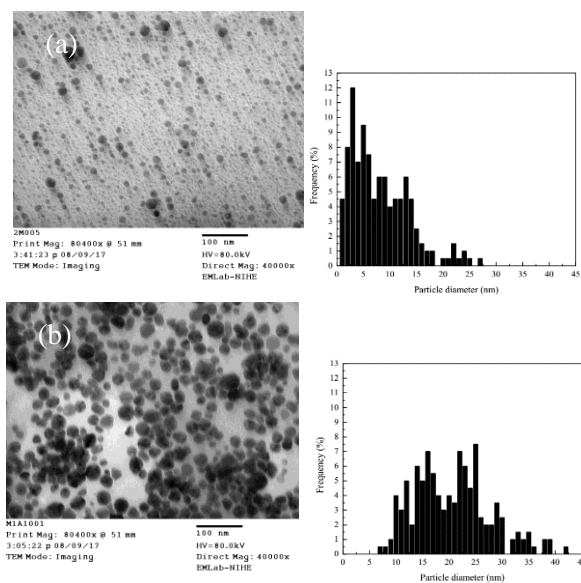 (a)
2M005
Print Mag: 80400x @ 51 mm
3:41:23 p 08/09/17
TEM Mode: Imaging
100 nm
HV=80.0kV
Direct Mag: 40000x
EMLab-NIHE
Frequency (%)
13
12
11
10
9
8
7
6
5
4
3
2
1
0
0 5 10 15 20 25 30 35 40 45
Particle diameter (nm)
(b)
M1A1001
Print Mag: 80400x @ 51 mm
3:05:22 p 08/09/17
TEM Mode: Imaging
100 nm
HV=80.0kV
Direct Mag: 40000x
EMLab-NIHE
Frequency (%)
13
12
11
10
9
8
7
6
5
4
3
2
1
0
0 5 10 15 20 25 30 35 40 45
Particle diameter (nm)